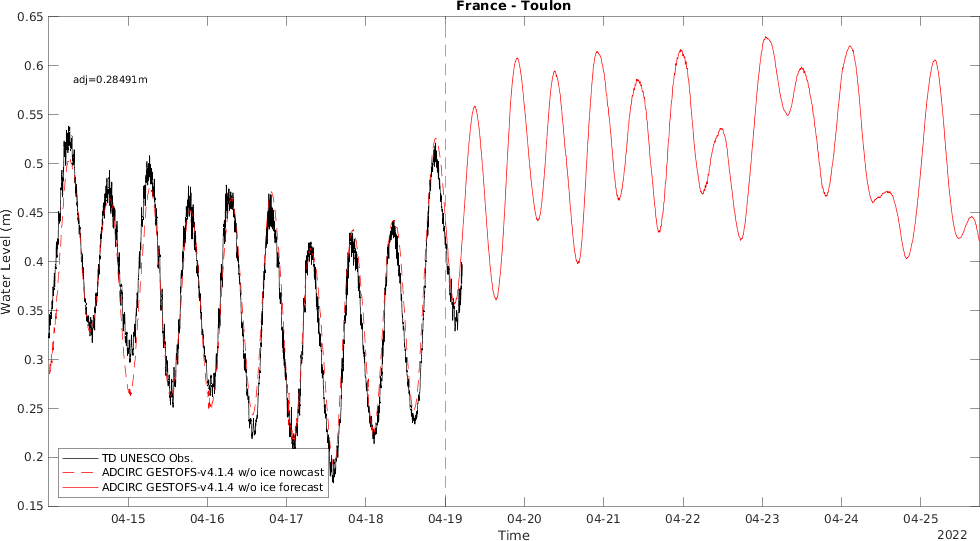 France - Toulon
0.65
0.6
0.55
0.5
0.45
0.4
0.35
0.3
0.25
0.2
0.15
Water Level (m)
adj=0.28491m
TD UNESCO Obs.
ADCIRC GESTOFS-v4.1.4 w/o ice nowcast
ADCIRC GESTOFS-v4.1.4 w/o ice forecast
04-15 04-16 04-17 04-18 04-19 04-20 04-21 04-22 04-23 04-24 04-25
Time
2022